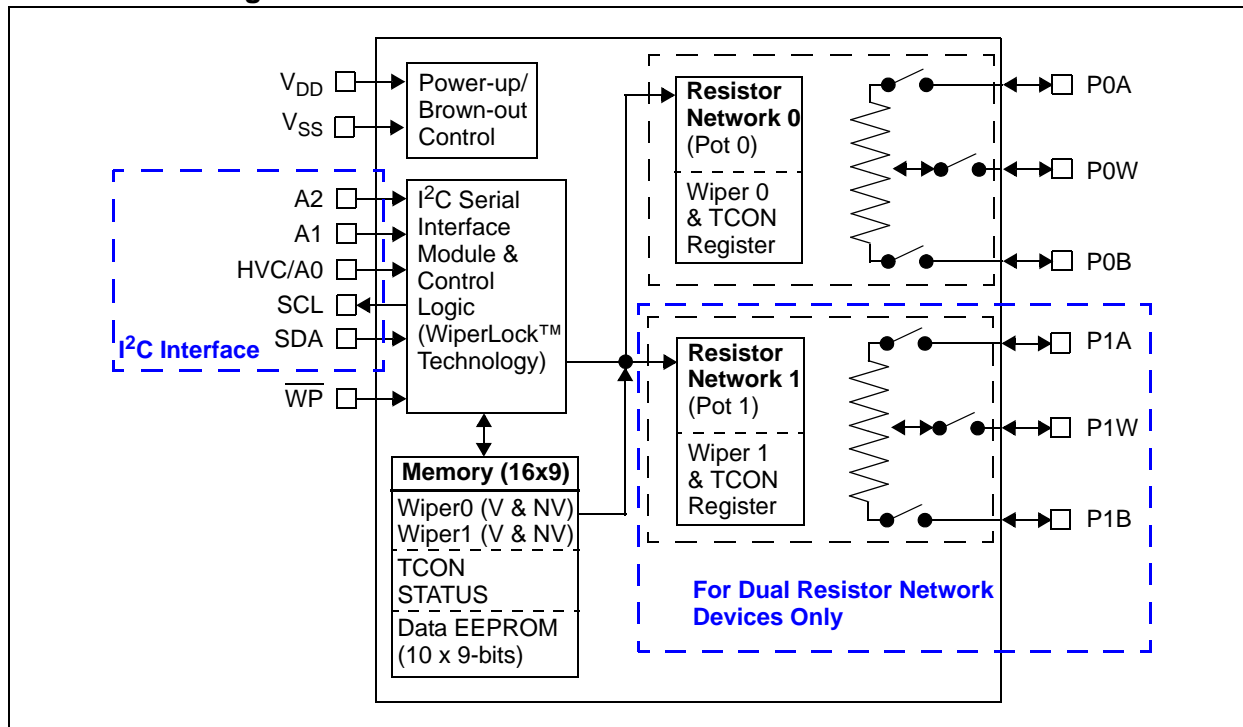 V_DD
V_SS
Power-up/
Brown-out
Control
A2
A1
HVC/A0
SCL
SDA
I²C Interface
WP
I²C Serial
Interface
Module &
Control
Logic
(WiperLock™
Technology)
Memory (16x9)
Wiper0 (V & NV)
Wiper1 (V & NV)
TCON
STATUS
Data EEPROM
(10 x 9-bits)
Resistor
Network 0
(Pot 0)
Wiper 0
& TCON
Register
P0A
P0W
P0B
Resistor
Network 1
(Pot 1)
Wiper 1
& TCON
Register
P1A
P1W
P1B
For Dual Resistor Network
Devices Only